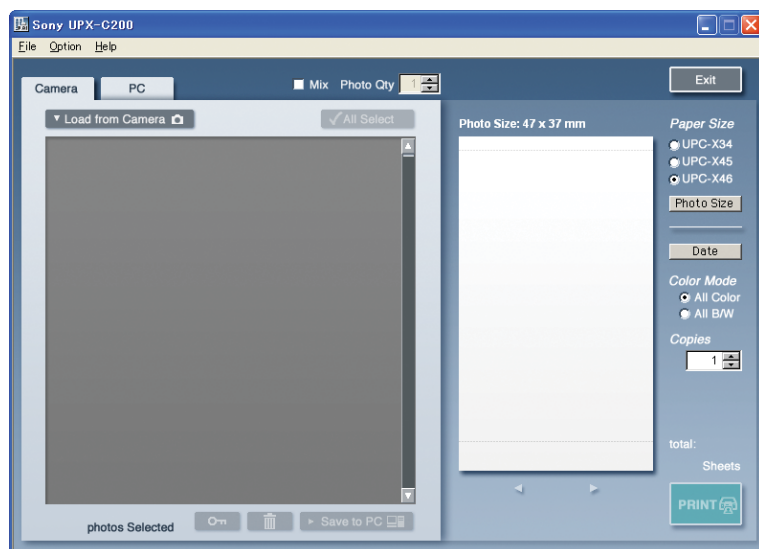 Sony UPX-C200
File Option Help
Camera PC
Mix Photo Qty 1
Exit
Load from Camera
All Select
Photo Size: 47 x 37 mm
Paper Size
UPC-X34
UPC-X45
UPC-X46
Photo Size
Date
Color Mode
All Color
All B/W
Copies
1
total:
Sheets
PRINT
photos Selected
Save to PC